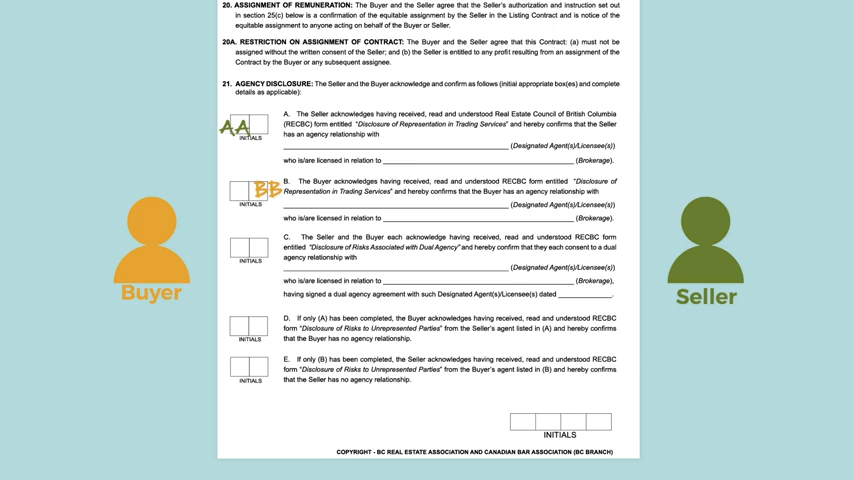 20. ASSIGNMENT OF REMUNERATION: The Buyer and the Seller agree that the Seller's authorization and instruction set out
in section 25(c) below is a confirmation of the equitable assignment by the Seller in the Listing Contract and is notice of the
equitable assignment to anyone acting on behalf of the Buyer or Seller.
20A. RESTRICTION ON ASSIGNMENT OF CONTRACT: The Buyer and the Seller agree that this Contract: (a) must not be
assigned without the written consent of the Seller; and (b) the Seller is entitled to any profit resulting from an assignment of the
Contract by the Buyer or any subsequent assignee.
21. AGENCY DISCLOSURE: The Seller and the Buyer acknowledge and confirm as follows (initial appropriate box(es) and complete
details as applicable):
A. The Seller acknowledges having received, read and understood Real Estate Council of British Columbia
(RECBC) form entitled "Disclosure of Representation in Trading Services" and hereby confirms that the Seller
has an agency relationship with
AA
INITIALS
(Designated Agent(s)/Licensee(s))
who is/are licensed in relation to (Brokerage).
B. The Buyer acknowledges having received, read and understood RECBC form entitled "Disclosure of
Representation in Trading Services" and hereby confirms that the Buyer has an agency relationship with
BB
INITIALS
(Designated Agent(s)/Licensee(s))
who is/are licensed in relation to (Brokerage).
C. The Seller and the Buyer each acknowledge having received, read and understood RECBC form
entitled "Disclosure of Risks Associated with Dual Agency" and hereby confirm that they each consent to a dual
agency relationship with
INITIALS
(Designated Agent(s)/Licensee(s))
who is/are licensed in relation to (Brokerage),
having signed a dual agency agreement with such Designated Agent(s)/Licensee(s) dated .
Buyer
Seller
D. If only (A) has been completed, the Buyer acknowledges having received, read and understood RECBC
form "Disclosure of Risks to Unrepresented Parties" from the Seller's agent listed in (A) and hereby confirms
that the Buyer has no agency relationship.
INITIALS
E. If only (B) has been completed, the Seller acknowledges having received, read and understood RECBC
form "Disclosure of Risks to Unrepresented Parties" from the Buyer's agent listed in (B) and hereby confirms
that the Seller has no agency relationship.
INITIALS
INITIALS
COPYRIGHT - BC REAL ESTATE ASSOCIATION AND CANADIAN BAR ASSOCIATION (BC BRANCH)